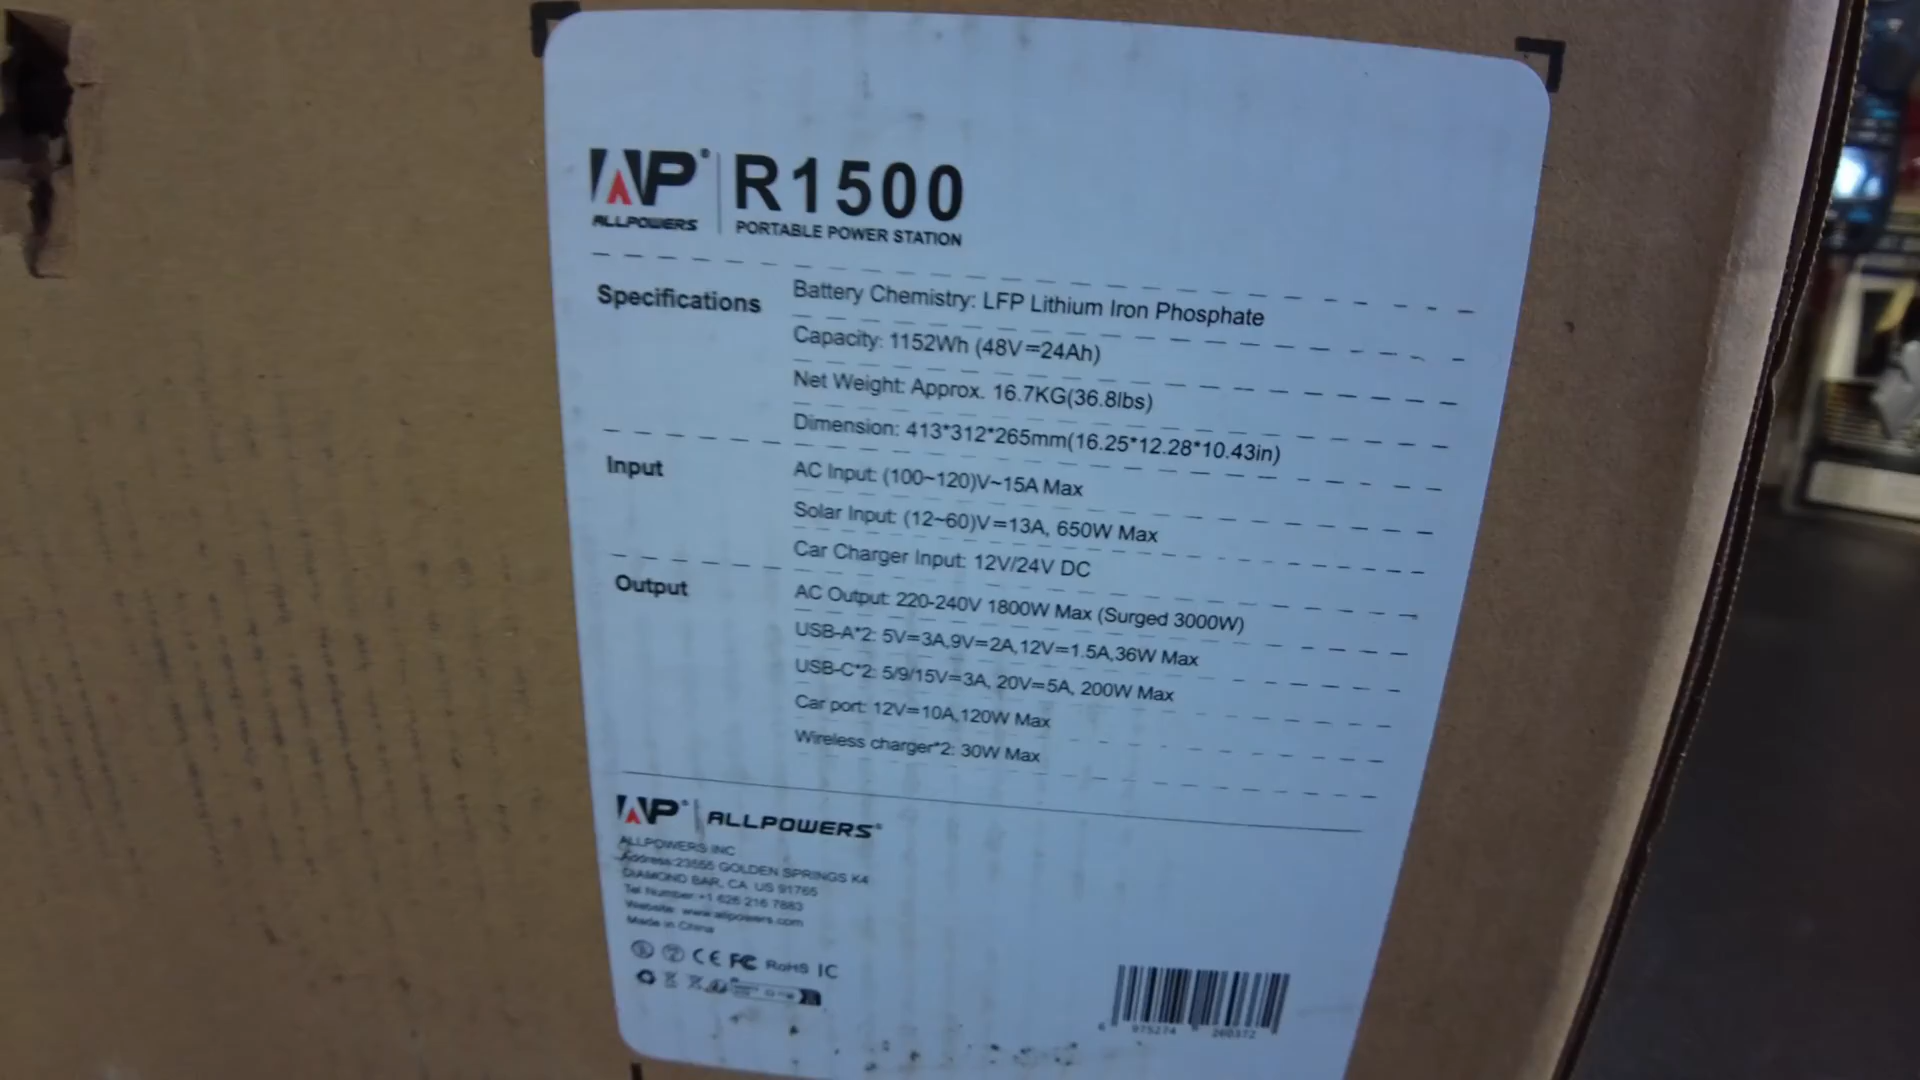 AP® R1500
ALLPOWERS PORTABLE POWER STATION
Specifications
Battery Chemistry: LFP Lithium Iron Phosphate
Capacity: 1152Wh (48V=24Ah)
Net Weight: Approx. 16.7KG(36.8lbs)
Dimension: 413*312*265mm(16.25*12.28*10.43in)
Input
AC Input: (100~120)V~15A Max
Solar Input: (12~60)V=13A, 650W Max
Car Charger Input: 12V/24V DC
Output
AC Output: 220-240V 1800W Max (Surged 3000W)
USB-A*2: 5V=3A,9V=2A,12V=1.5A,36W Max
USB-C*2: 5/9/15V=3A, 20V=5A, 200W Max
Car port: 12V=10A,120W Max
Wireless charger*2: 30W Max
AP® ALLPOWERS®
ALLPOWERS INC
Address:23555 GOLDEN SPRINGS K4
DIAMOND BAR, CA US 91765
Tel Number:+1 626 216 7883
Website: www.allpowers.com
Made in China
CE FC RoHS IC
6 975274 260372